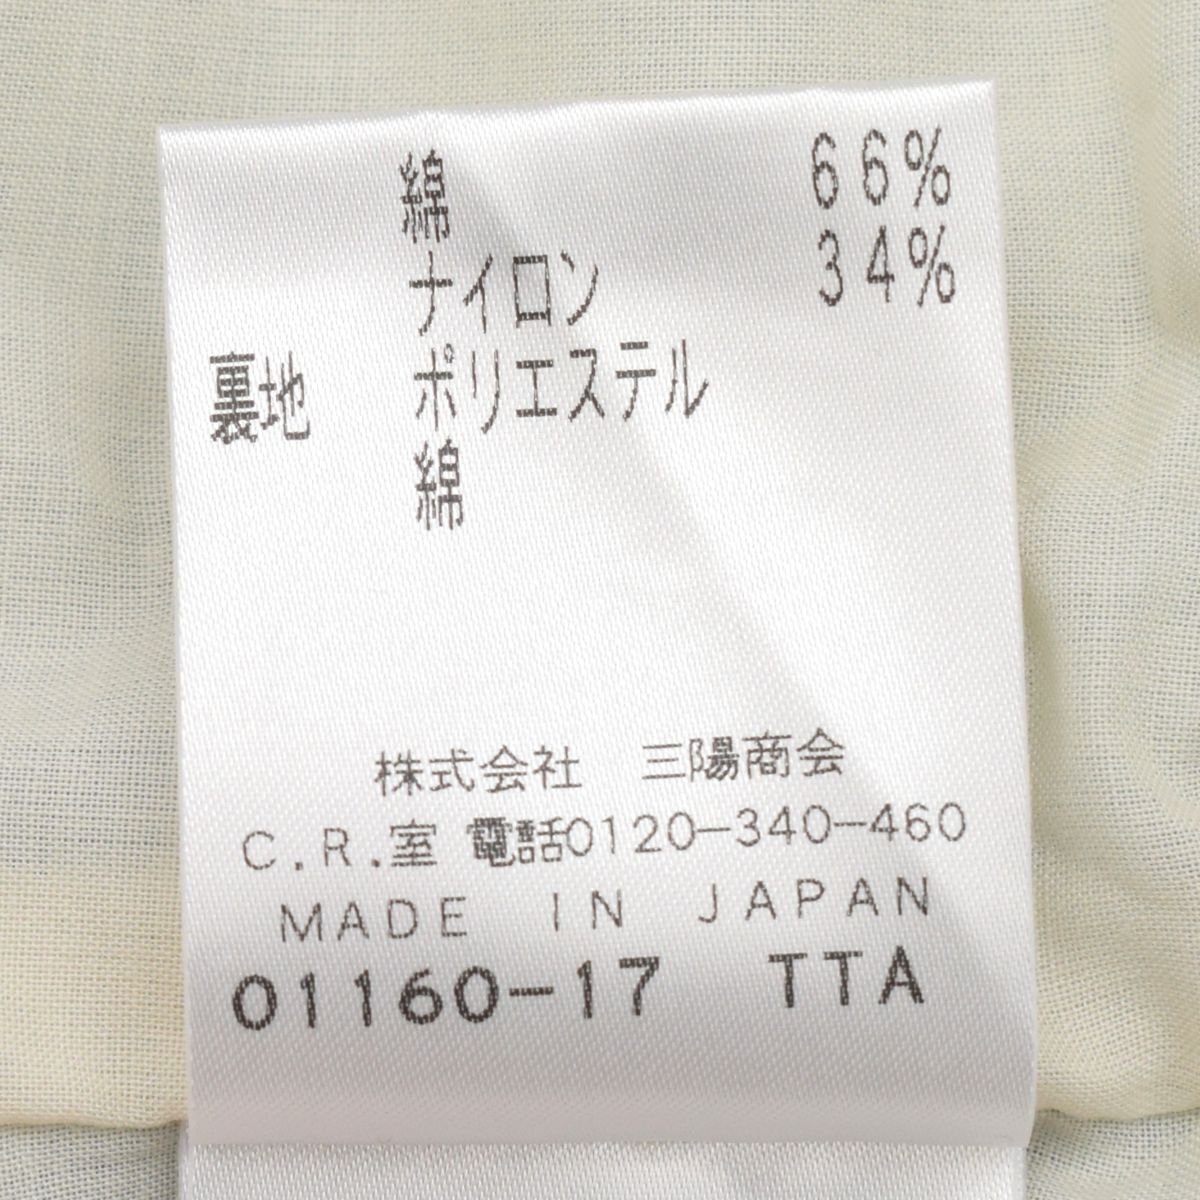 綿 66%
ナイロン 34%
裏地 ポリエステル
綿
株式会社 三陽商会
C.R.室 電話0120-340-460
MADE IN JAPAN
01160-17 TTA